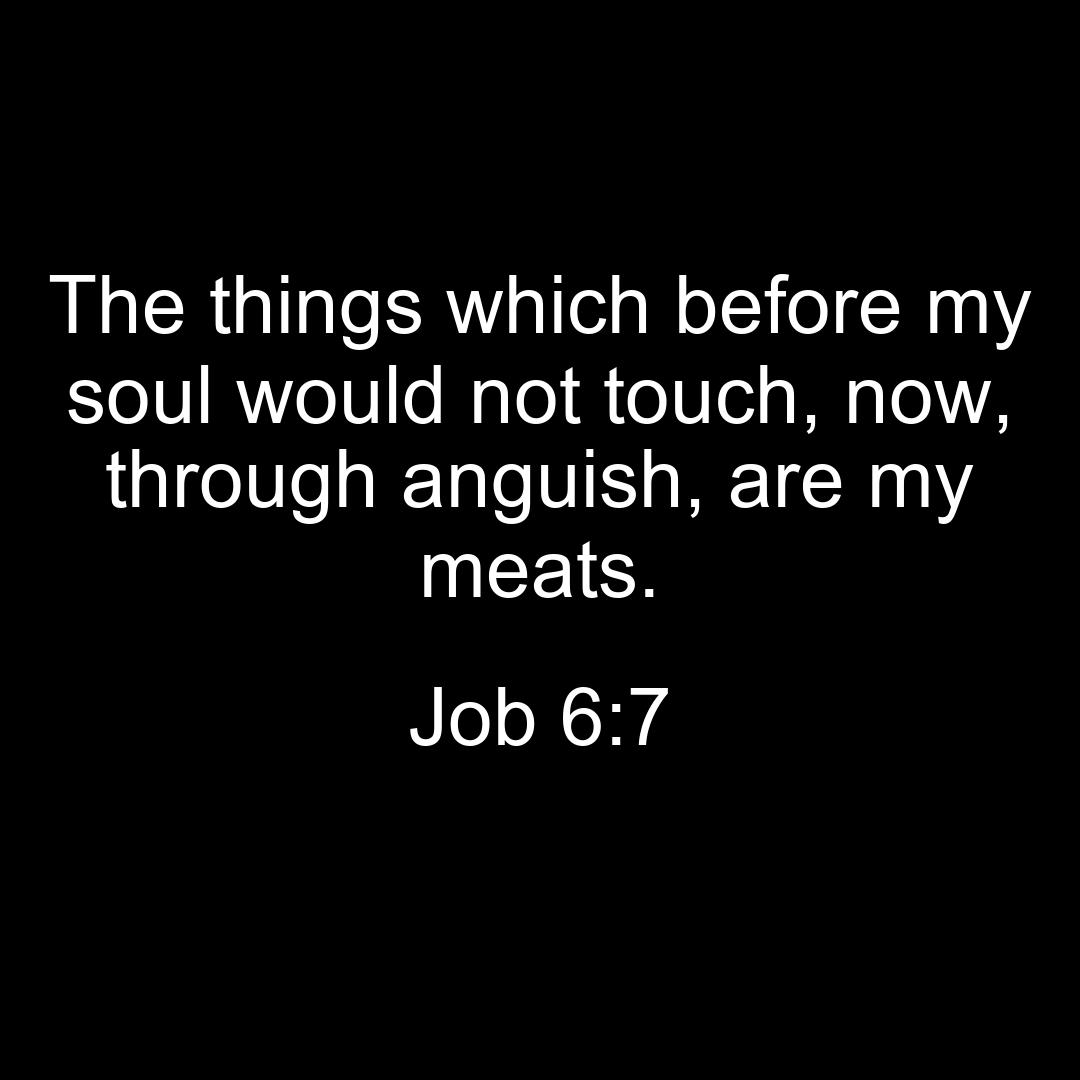 The things which before my
soul would not touch, now,
through anguish, are my
meats.
Job 6:7